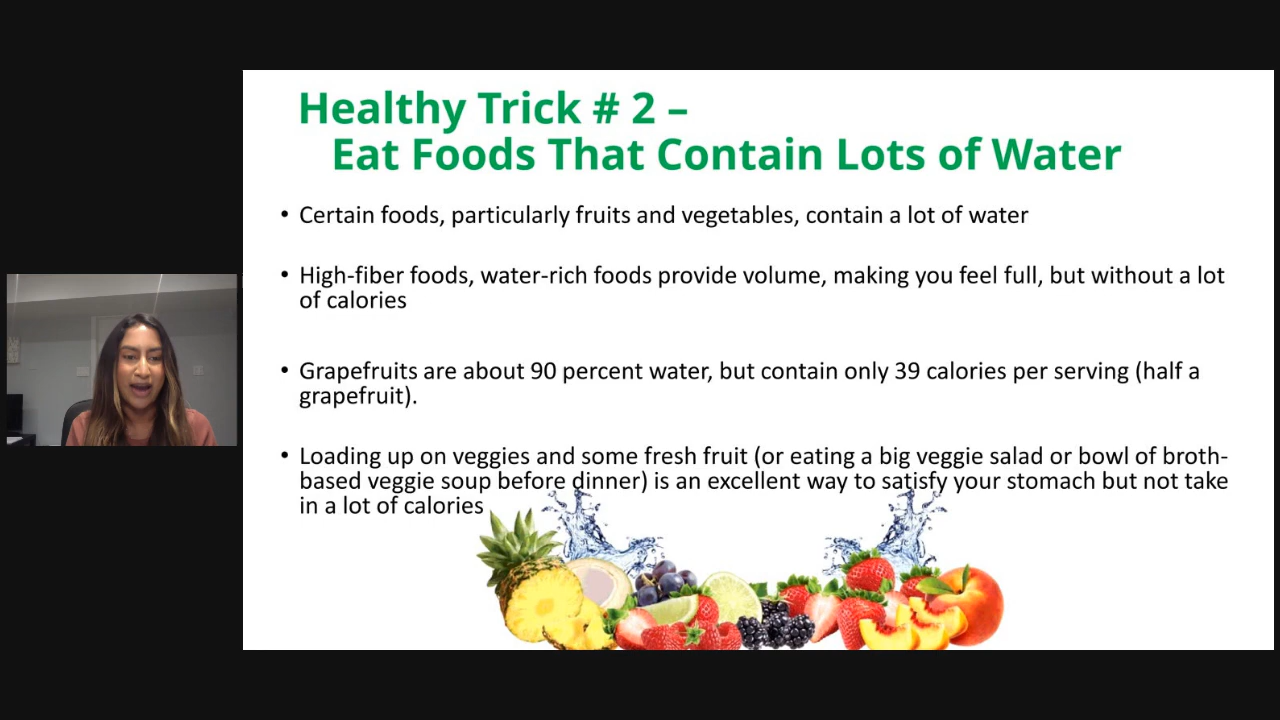 Healthy Trick # 2 –
Eat Foods That Contain Lots of Water
• Certain foods, particularly fruits and vegetables, contain a lot of water
• High-fiber foods, water-rich foods provide volume, making you feel full, but without a lot
of calories
• Grapefruits are about 90 percent water, but contain only 39 calories per serving (half a
grapefruit).
• Loading up on veggies and some fresh fruit (or eating a big veggie salad or bowl of broth-
based veggie soup before dinner) is an excellent way to satisfy your stomach but not take
in a lot of calories